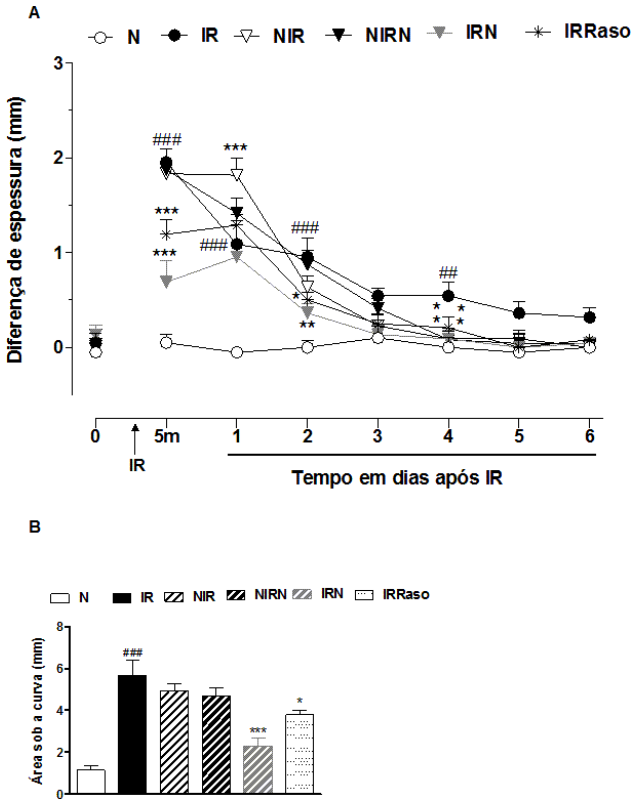 A
N IR NIR NIRN IRN IRRaso
Diferença de espessura (mm)
3
2
1
0
###
***
***
***
###
###
*
**
##
* *
* *
0 5m 1 2 3 4 5 6
IR
Tempo em dias após IR
B
N IR NIR NIRN IRN IRRaso
Área sob a curva (mm)
8
6
4
2
0
###
***
*